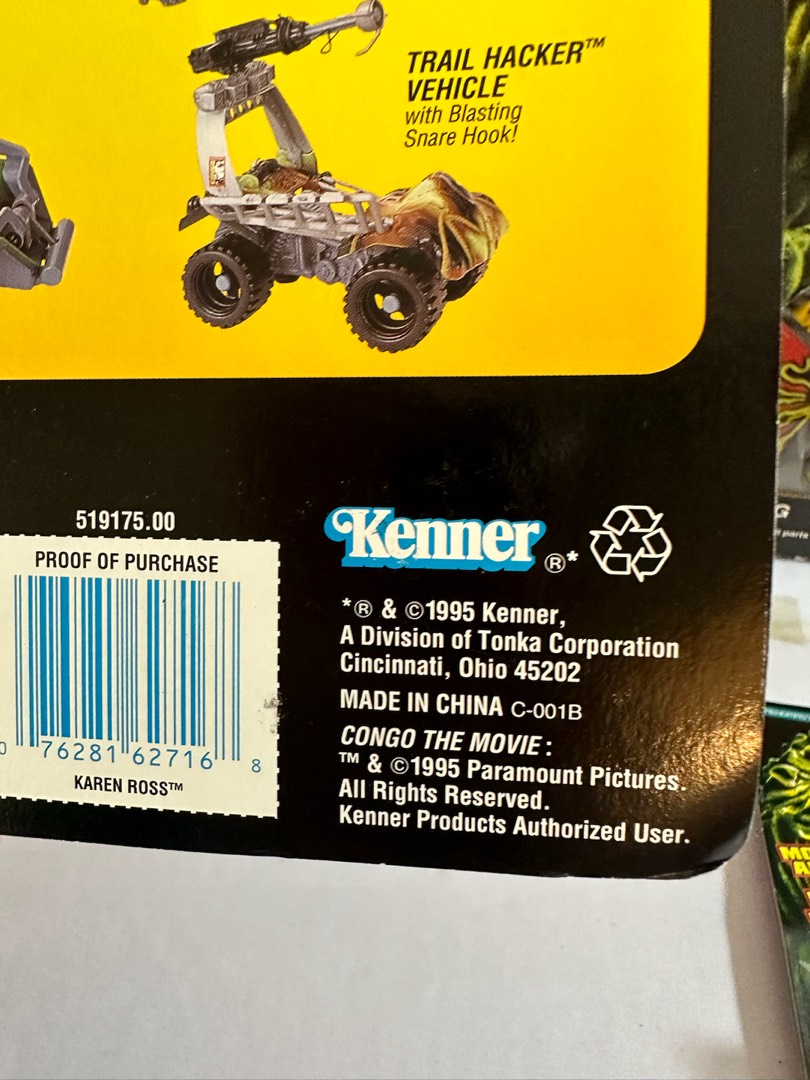 TRAIL HACKER™
VEHICLE
with Blasting
Snare Hook!
519175.00
PROOF OF PURCHASE
0 76281 62716 8
KAREN ROSS™
Kenner®*
*® & ©1995 Kenner,
A Division of Tonka Corporation
Cincinnati, Ohio 45202
MADE IN CHINA C-001B
CONGO THE MOVIE:
™ & ©1995 Paramount Pictures.
All Rights Reserved.
Kenner Products Authorized User.